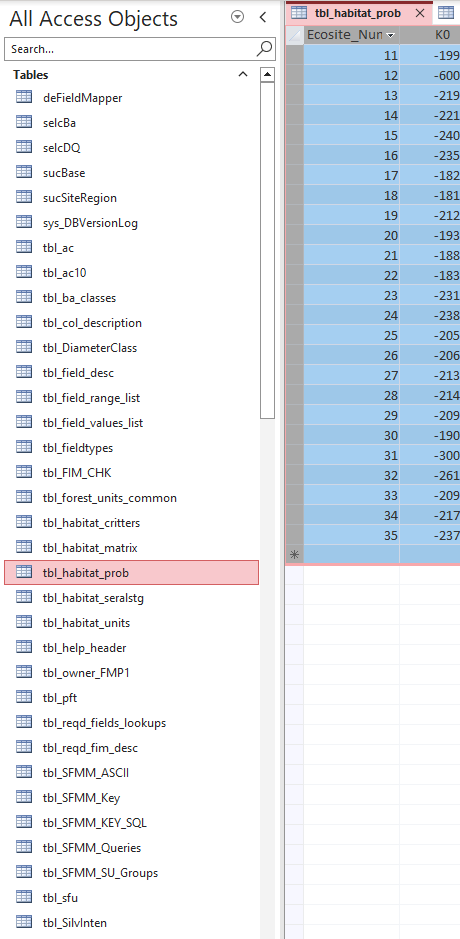 All Access Objects
Search...
Tables
deFieldMapper
selcBa
selcDQ
sucBase
sucSiteRegion
sys_DBVersionLog
tbl_ac
tbl_ac10
tbl_ba_classes
tbl_col_description
tbl_DiameterClass
tbl_field_desc
tbl_field_range_list
tbl_field_values_list
tbl_fieldtypes
tbl_FIM_CHK
tbl_forest_units_common
tbl_habitat_critters
tbl_habitat_matrix
tbl_habitat_prob
tbl_habitat_seralstg
tbl_habitat_units
tbl_help_header
tbl_owner_FMP1
tbl_pft
tbl_reqd_fields_lookups
tbl_reqd_fim_desc
tbl_SFMM_ASCII
tbl_SFMM_Key
tbl_SFMM_KEY_SQL
tbl_SFMM_Queries
tbl_SFMM_SU_Groups
tbl_sfu
tbl_SilvInten
tbl_habitat_prob
Ecosite_Nun K0
11 -199
12 -600
13 -219
14 -221
15 -240
16 -235
17 -182
18 -181
19 -212
20 -193
21 -188
22 -183
23 -231
24 -238
25 -205
26 -206
27 -213
28 -214
29 -209
30 -190
31 -300
32 -261
33 -209
34 -217
35 -237